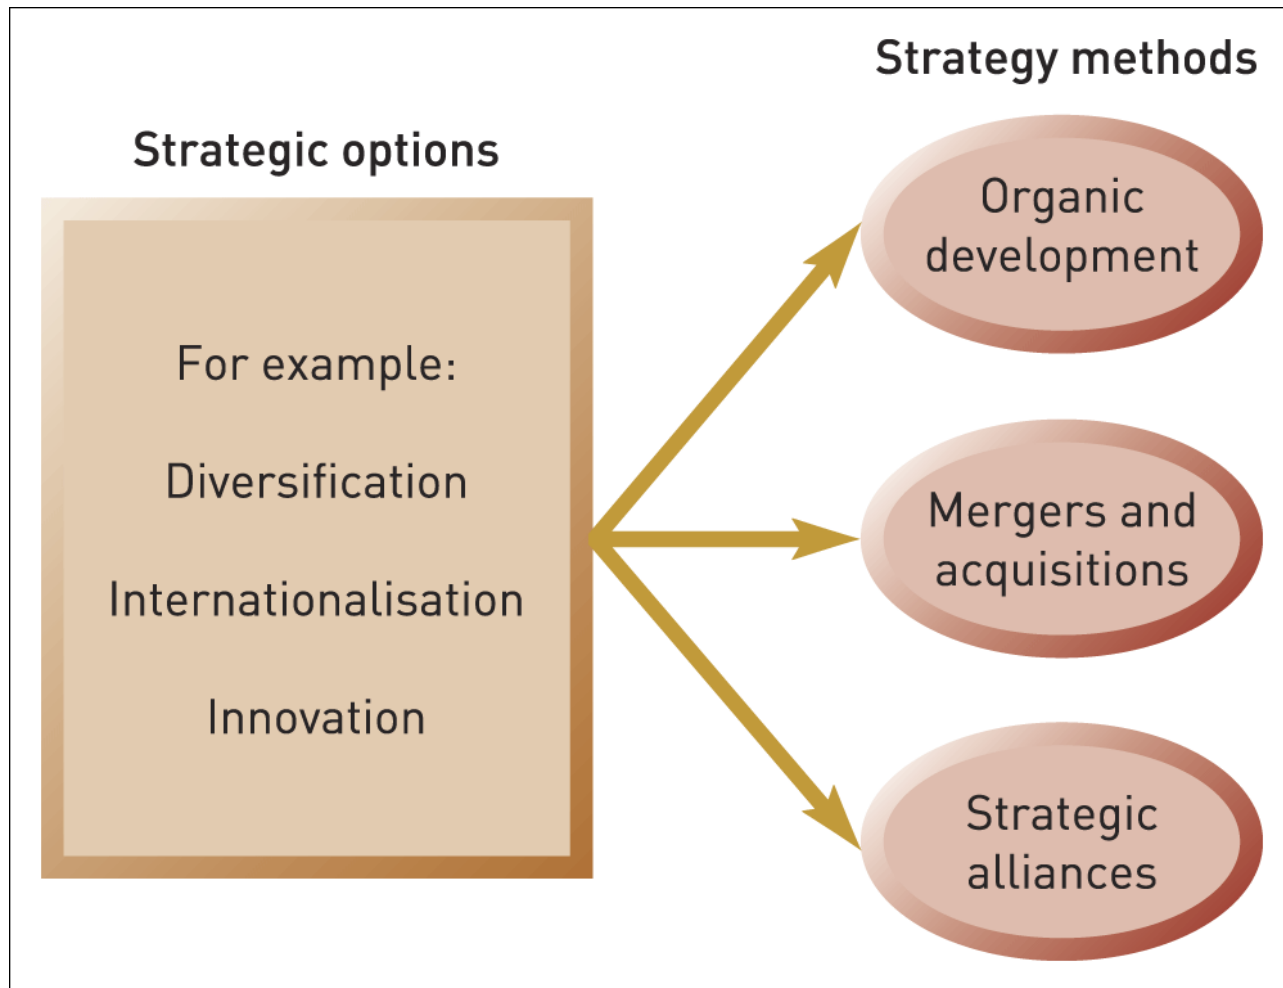 Strategy methods
Strategic options
For example:
Diversification
Internationalisation
Innovation
Organic
development
Mergers and
acquisitions
Strategic
alliances